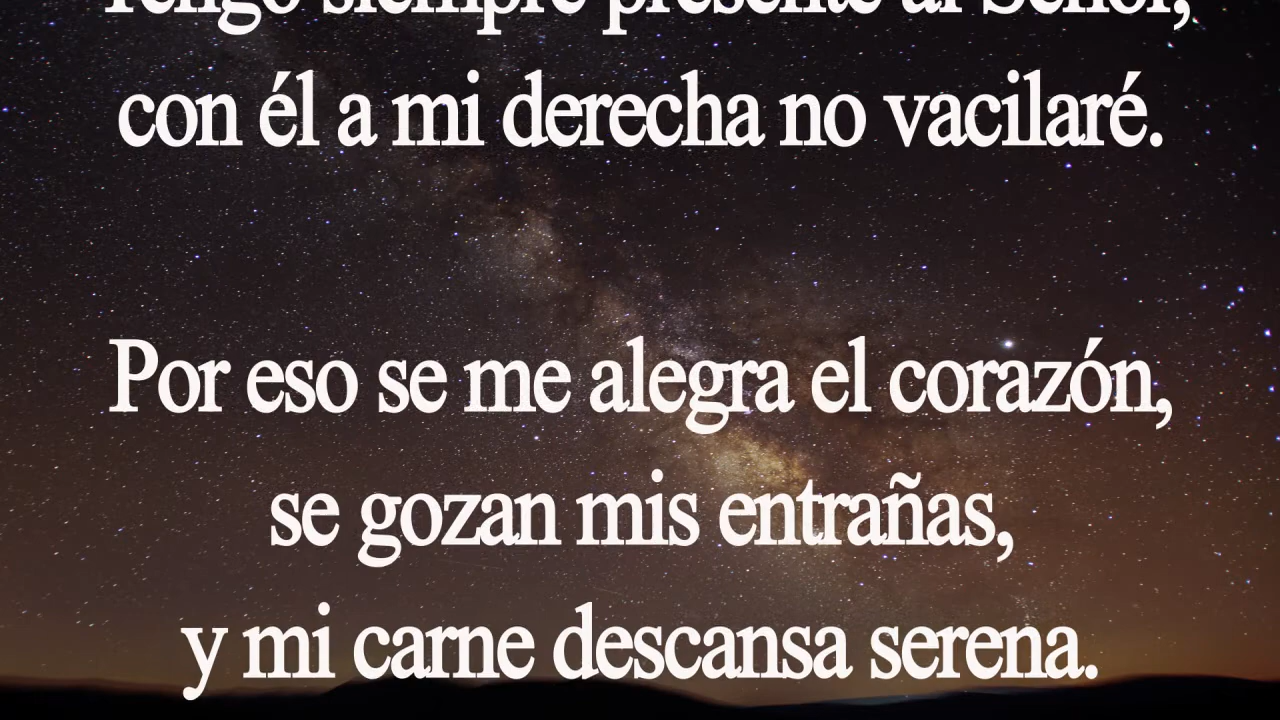 Tengo siempre presente al Señor,
con él a mi derecha no vacilaré.
Por eso se me alegra el corazón,
se gozan mis entrañas,
y mi carne descansa serena.